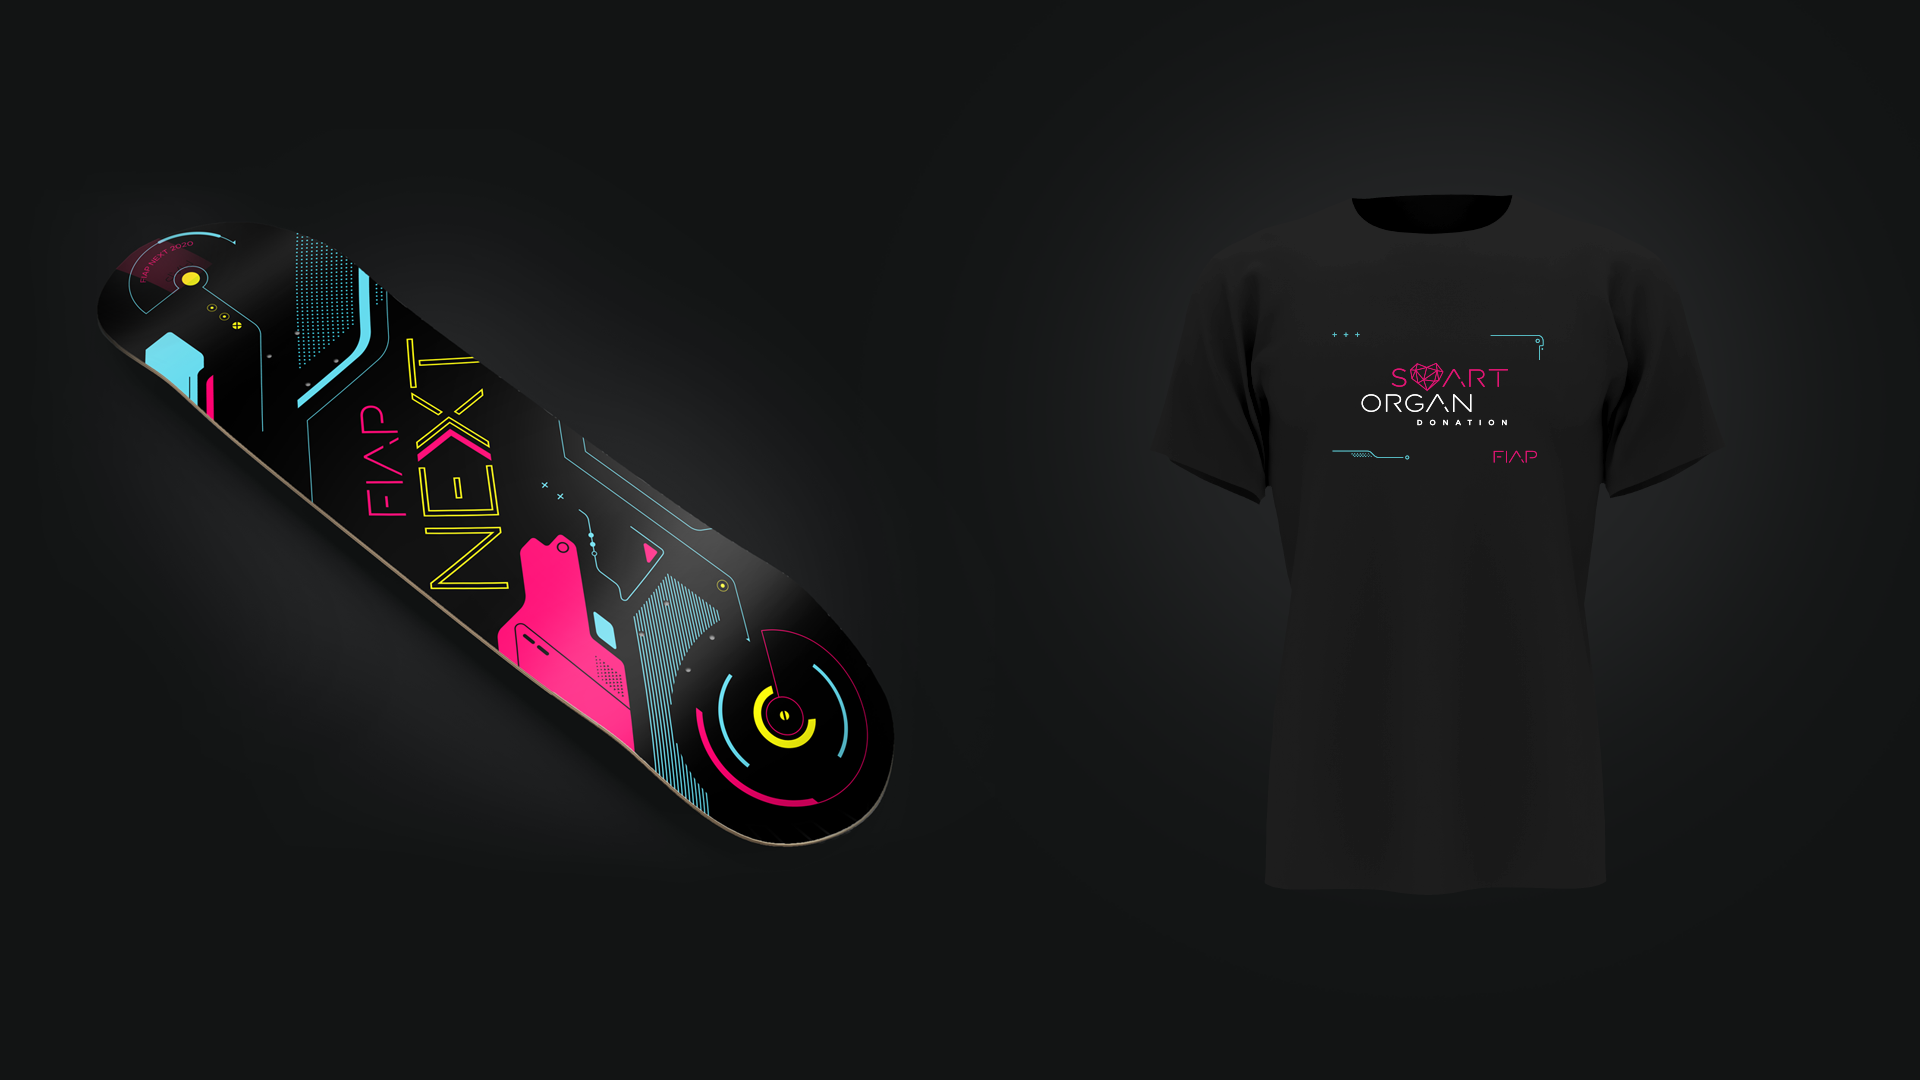 FIAP NEXT 2020
FIAP
NEXT
SMART
ORGAN
DONATION
FIAP